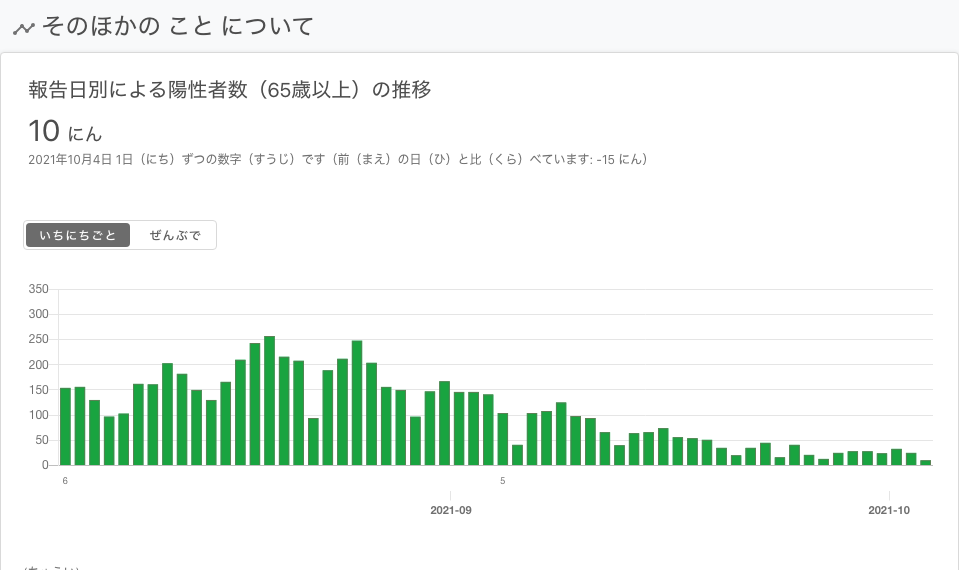 そのほかの こと について
報告日別による陽性者数（65歳以上）の推移
10 にん
2021年10月4日 1日（にち）ずつの数字（すうじ）です（前（まえ）の日（ひ）と比（くら）べています: -15 にん）
いちにちごと ぜんぶで
350
300
250
200
150
100
50
0
6 5
2021-09 2021-10